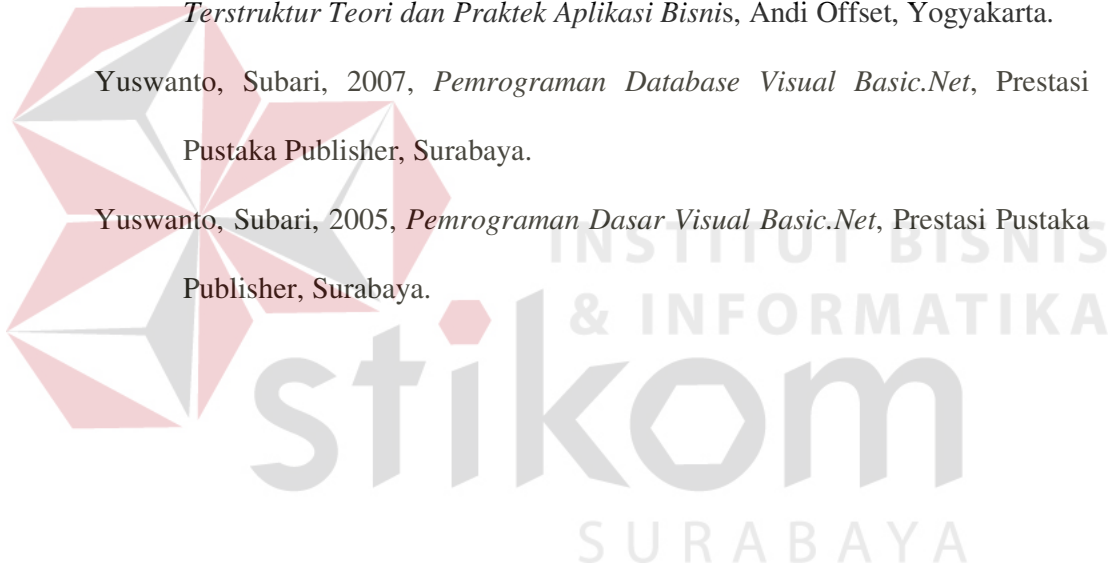 Terstruktur Teori dan Praktek Aplikasi Bisnis, Andi Offset, Yogyakarta.
Yuswanto, Subari, 2007, Pemrograman Database Visual Basic.Net, Prestasi
Pustaka Publisher, Surabaya.
Yuswanto, Subari, 2005, Pemrograman Dasar Visual Basic.Net, Prestasi Pustaka
Publisher, Surabaya.
INSTITUT BISNIS
& INFORMATIKA
stikom
SURABAYA